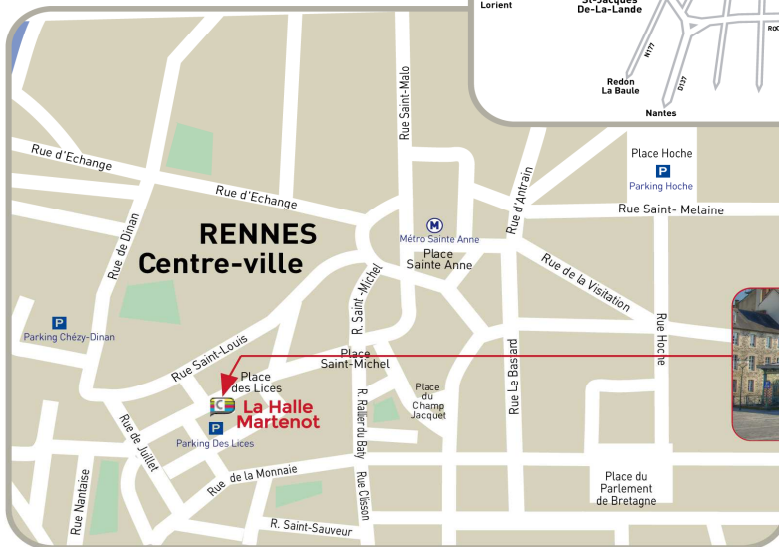 Lorient
St-Jacques
De-La-Lande
N177
D137
Redon
La Baule
Nantes
Rue Saint-Malo
Place Hoche
P
Parking Hoche
Rue d'Echange
Rue d'Echange
Rue d'Antrain
Rue Saint- Melaine
Rue de Dinan
RENNES
Centre-ville
M
Métro Sainte Anne
Place
Sainte Anne
Rue de la Visitation
R. Saint -Michel
P
Parking Chézy-Dinan
Rue Saint-Louis
Place
Saint-Michel
Rue Hoche
Rue Le Bastard
Place
des Lices
C
La Halle
Martenot
P
Parking Des Lices
Place
du
Champ
Jacquet
R. Rallier du Baty
Rue de Juillet
Rue de la Monnaie
Rue Clisson
Rue Nantaise
Place du
Parlement
de Bretagne
R. Saint-Sauveur